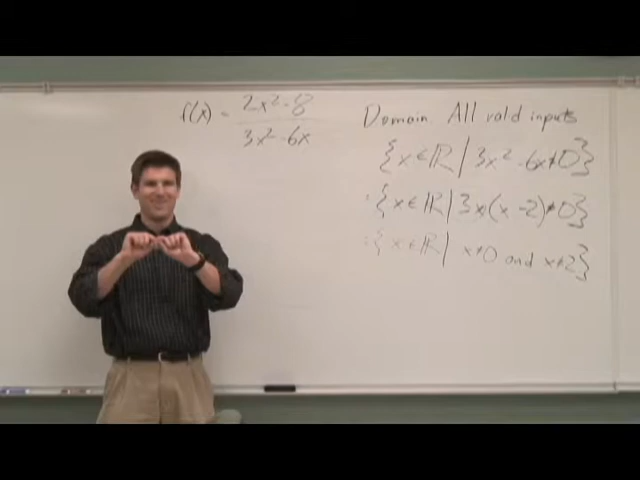 f(x) = 2x² - 8 / 3x² - 6x
Domain All valid inputs
{x ∈ ℝ | 3x² - 6x ≠ 0}
= {x ∈ ℝ | 3x(x - 2) ≠ 0}
= {x ∈ ℝ | x ≠ 0 and x ≠ 2}